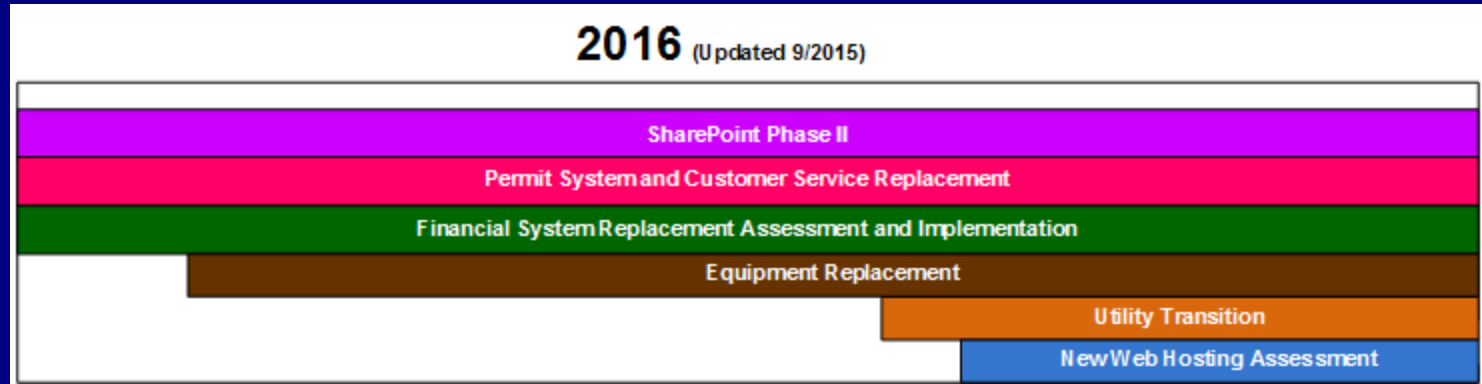 2016 (Updated 9/2015)
SharePoint Phase II
Permit System and Customer Service Replacement
Financial System Replacement Assessment and Implementation
Equipment Replacement
Utility Transition
New Web Hosting Assessment